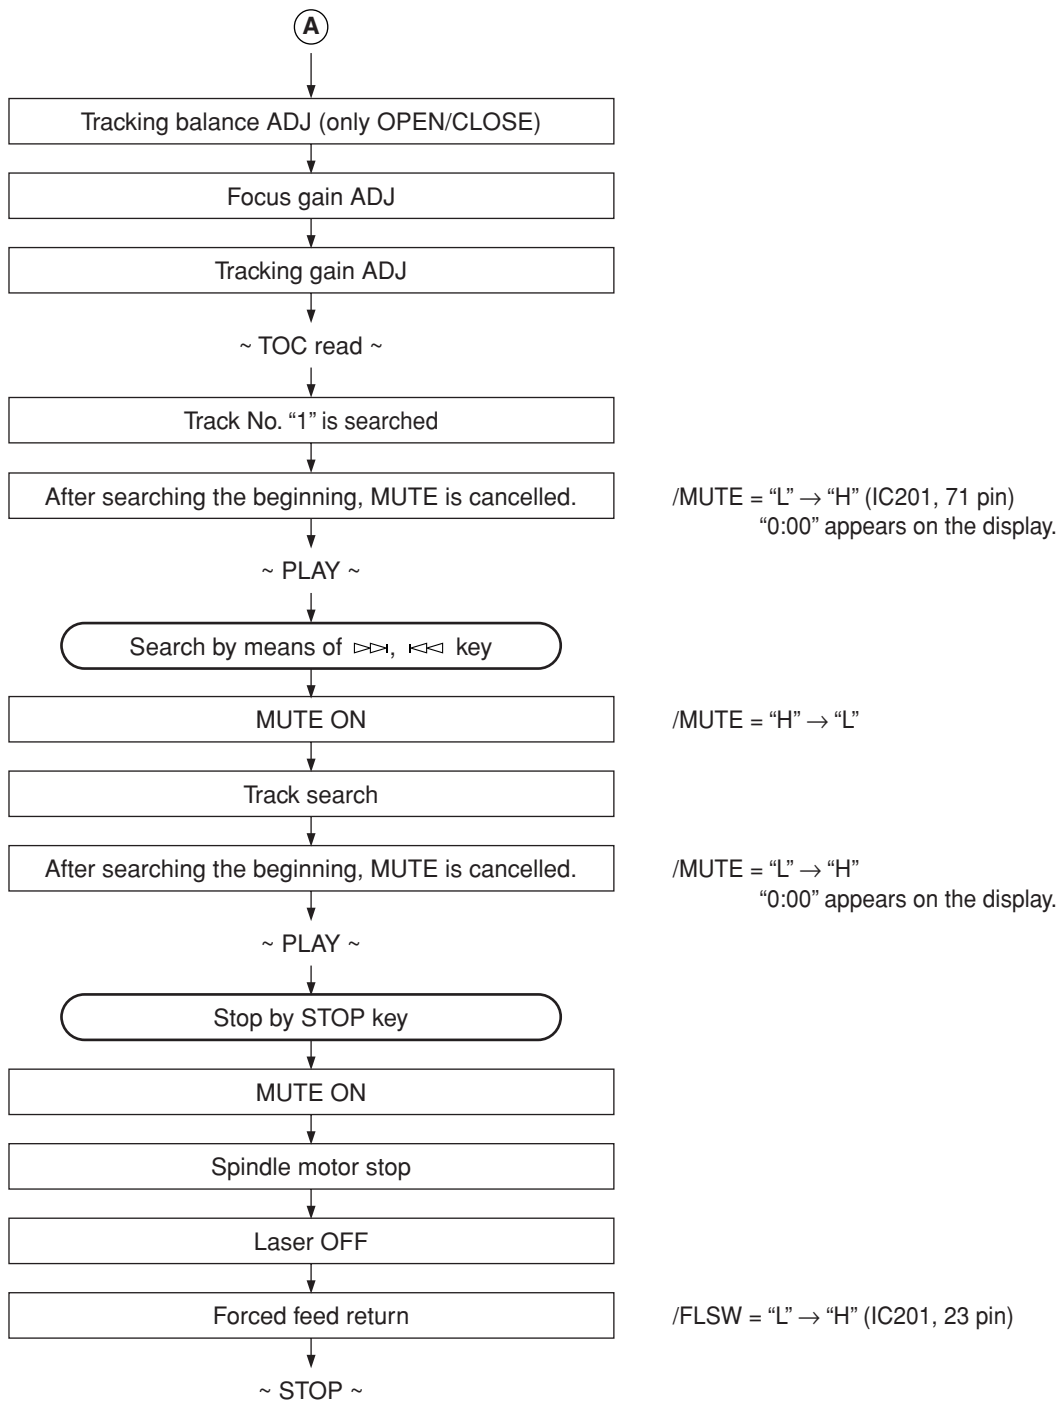 A
Tracking balance ADJ (only OPEN/CLOSE)
Focus gain ADJ
Tracking gain ADJ
~ TOC read ~
Track No. “1” is searched
After searching the beginning, MUTE is cancelled.
/MUTE = “L” → “H” (IC201, 71 pin)
“0:00” appears on the display.
~ PLAY ~
Search by means of ▷▷I, I◁◁ key
MUTE ON
/MUTE = “H” → “L”
Track search
After searching the beginning, MUTE is cancelled.
/MUTE = “L” → “H”
“0:00” appears on the display.
~ PLAY ~
Stop by STOP key
MUTE ON
Spindle motor stop
Laser OFF
Forced feed return
/FLSW = “L” → “H” (IC201, 23 pin)
~ STOP ~